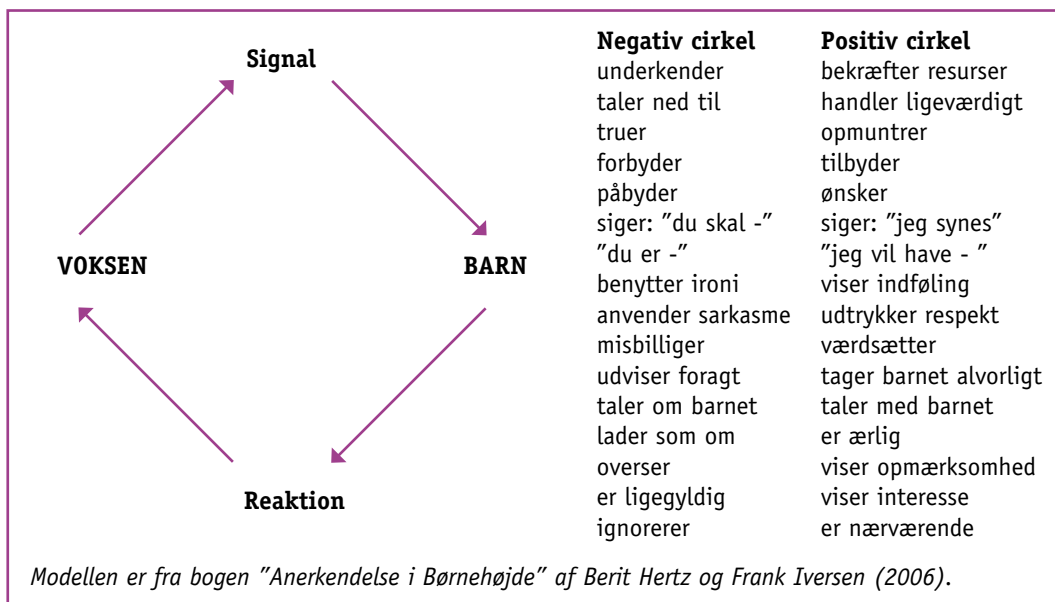 Signal
VOKSEN
BARN
Reaktion
Negativ cirkel
underkender
taler ned til
truer
forbyder
påbyder
siger: ”du skal -”
”du er -”
benytter ironi
anvender sarkasme
misbilliger
udviser foragt
taler om barnet
lader som om
overser
er ligegyldig
ignorerer
Positiv cirkel
bekræfter resurser
handler ligeværdigt
opmuntrer
tilbyder
ønsker
siger: ”jeg synes”
”jeg vil have - ”
viser indføling
udtrykker respekt
værdsætter
tager barnet alvorligt
taler med barnet
er ærlig
viser opmærksomhed
viser interesse
er nærværende
Modellen er fra bogen ”Anerkendelse i Børnehøjde” af Berit Hertz og Frank Iversen (2006).